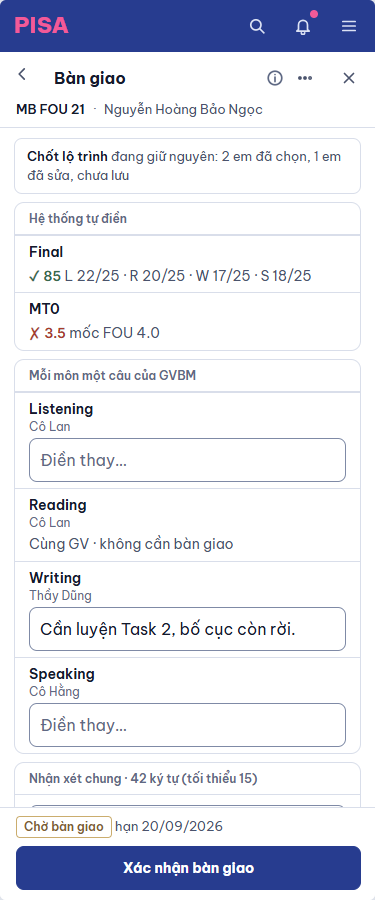 PISA
Bàn giao
MB FOU 21 · Nguyễn Hoàng Bảo Ngọc
Chốt lộ trình đang giữ nguyên: 2 em đã chọn, 1 em
đã sửa, chưa lưu
Hệ thống tự điền
Final
✓ 85 L 22/25 · R 20/25 · W 17/25 · S 18/25
MT0
✗ 3.5 mốc FOU 4.0
Mỗi môn một câu của GVBM
Listening
Cô Lan
Điền thay...
Reading
Cô Lan
Cùng GV · không cần bàn giao
Writing
Thầy Dũng
Cần luyện Task 2, bố cục còn rời.
Speaking
Cô Hằng
Điền thay...
Nhận xét chung · 42 ký tự (tối thiểu 15)
Chờ bàn giao hạn 20/09/2026
Xác nhận bàn giao